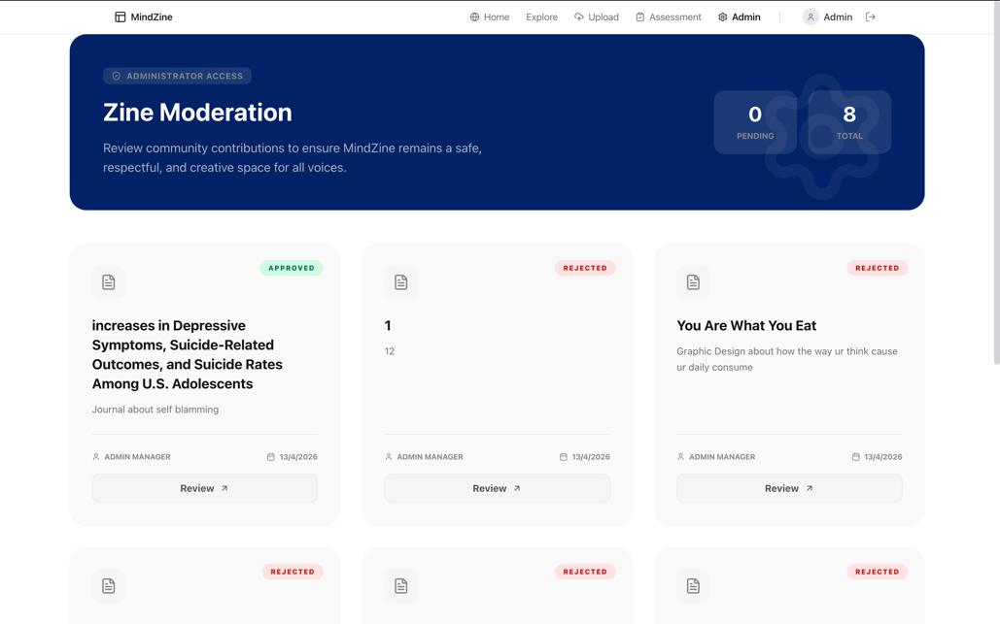 MindZine
Home Explore Upload Assessment Admin Admin
ADMINISTRATOR ACCESS
Zine Moderation
Review community contributions to ensure MindZine remains a safe,
respectful, and creative space for all voices.
0
PENDING
8
TOTAL
APPROVED
increases in Depressive
Symptoms, Suicide-Related
Outcomes, and Suicide Rates
Among U.S. Adolescents
Journal about self blamming
ADMIN MANAGER 13/4/2026
Review
REJECTED
1
12
ADMIN MANAGER 13/4/2026
Review
REJECTED
You Are What You Eat
Graphic Design about how the way ur think cause
ur daily consume
ADMIN MANAGER 13/4/2026
Review
REJECTED
REJECTED
REJECTED